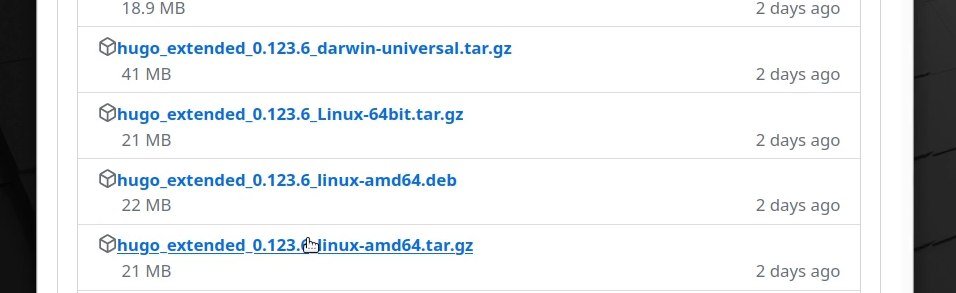 18.9 MB 2 days ago
hugo_extended_0.123.6_darwin-universal.tar.gz
41 MB 2 days ago
hugo_extended_0.123.6_Linux-64bit.tar.gz
21 MB 2 days ago
hugo_extended_0.123.6_linux-amd64.deb
22 MB 2 days ago
hugo_extended_0.123.6_linux-amd64.tar.gz
21 MB 2 days ago